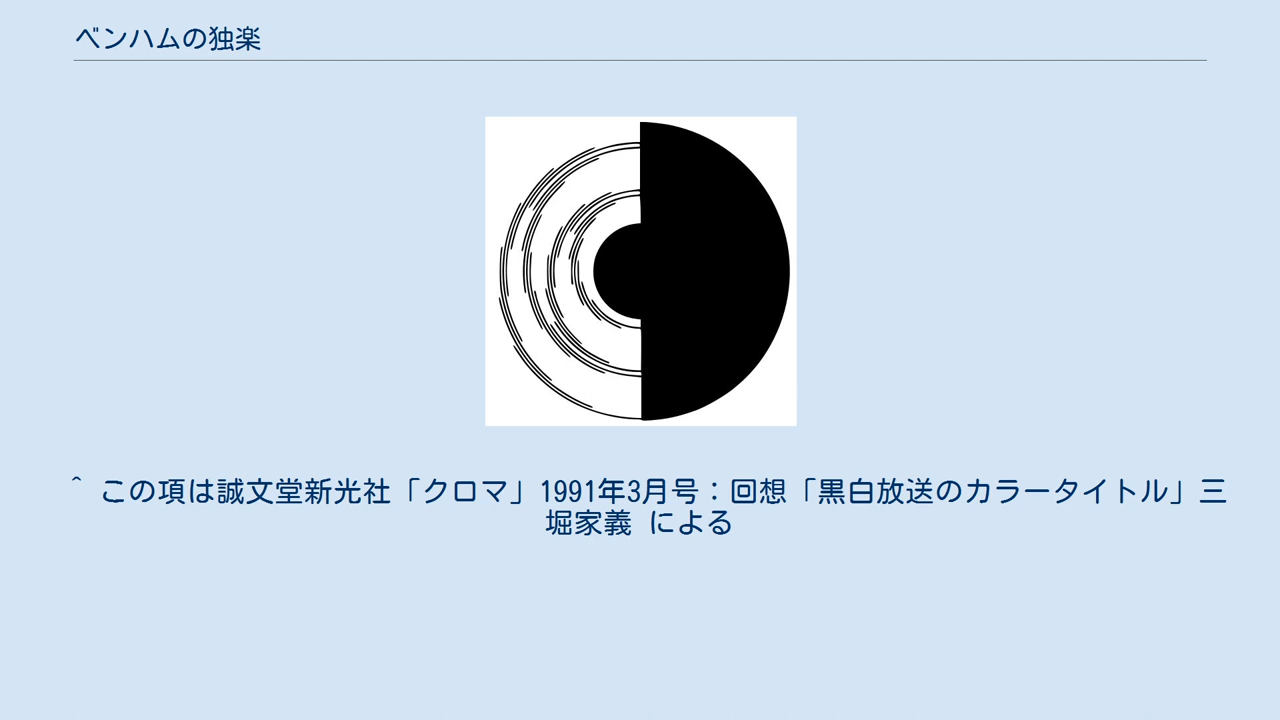 ベンハムの独楽
^ この項は誠文堂新光社「クロマ」1991年3月号：回想「黒白放送のカラータイトル」三
堀家義 による